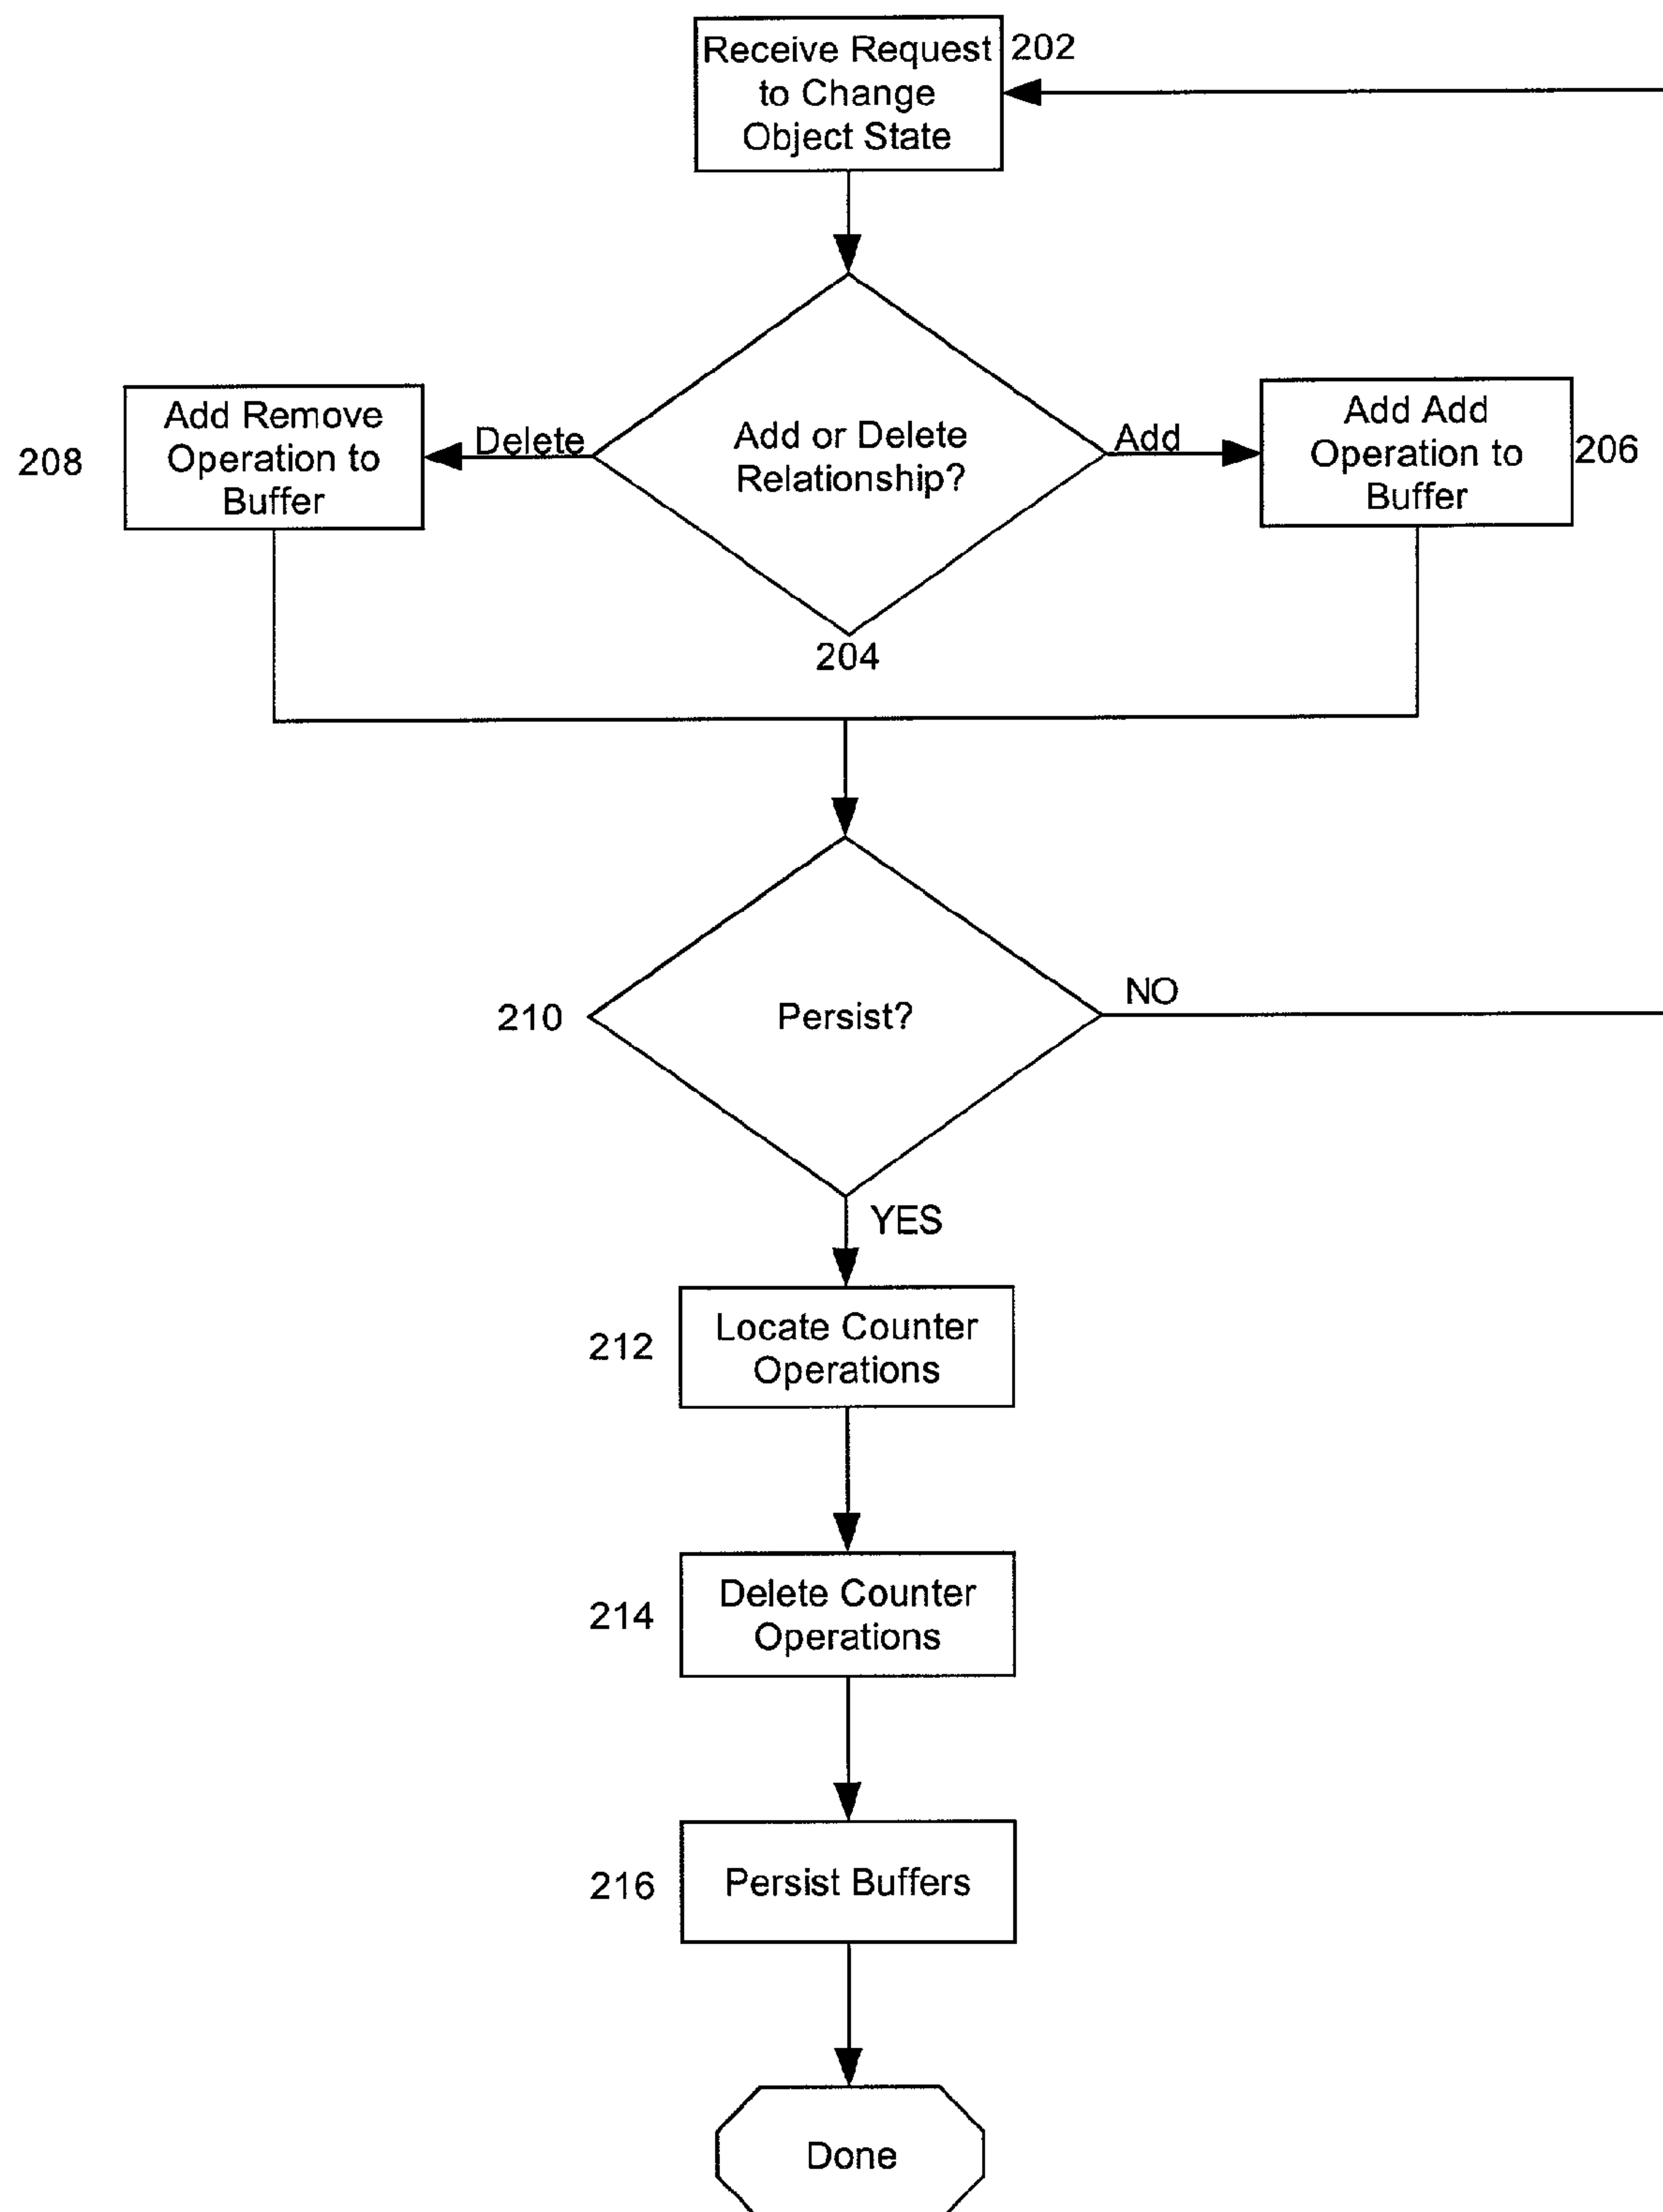 Receive Request
to Change
Object State
202
Add Remove
Operation to
Buffer
208
Delete
Add or Delete
Relationship?
204
Add
Add Add
Operation to
Buffer
206
Persist?
210
NO
YES
Locate Counter
Operations
212
Delete Counter
Operations
214
Persist Buffers
216
Done